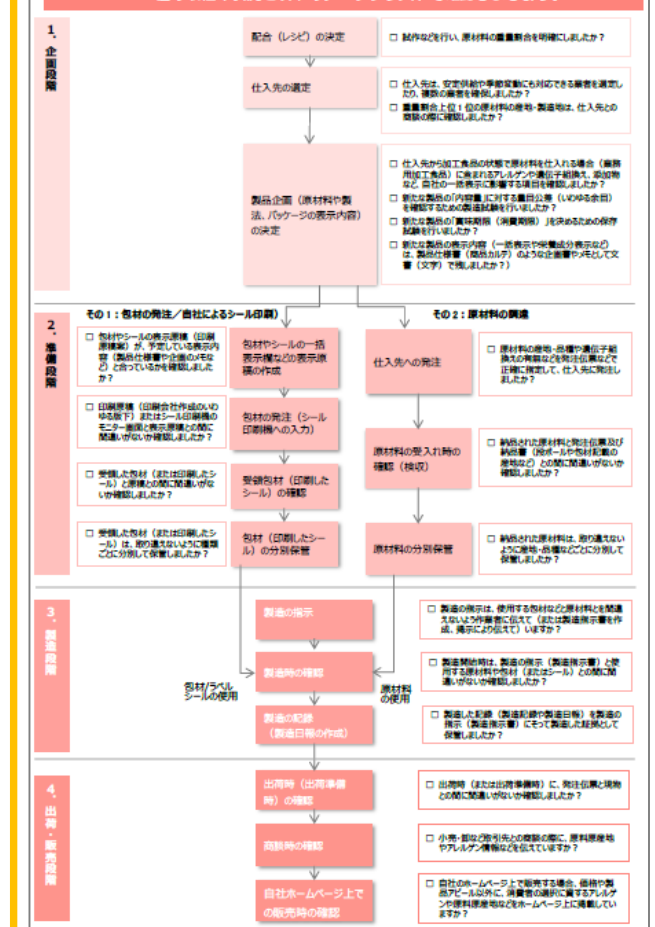 1. 企画段階
配合（レシピ）の決定
□ 試作などを行い、原材料の重量割合を明確にしましたか？
仕入先の選定
□ 仕入先は、安定供給や季節変動にも対応できる業者を選定し
たり、複数の業者を確保しましたか？
□ 重量割合上位１位の原材料の産地・製造地は、仕入先との
商談の際に確認しましたか？
製品企画（原材料や製
法、パッケージの表示内容）
の決定
□ 仕入先から加工食品の状態で原材料を仕入れる場合（業務
用加工食品）に含まれるアレルゲンや遺伝子組換え、添加物
など、自社の一括表示に影響する項目を確認しましたか？
□ 新たな製品の「内容量」に対する量目公差（いわゆる余目）
を確認するための製造試験を行いましたか？
□ 新たな製品の「賞味期限（消費期限）」を決めるための保存
試験を行いましたか？
□ 新たな製品の表示内容（一括表示や栄養成分表示など）
は、製品仕様書（商品カルテ）のような企画書やメモとして文
書（文字）で残しましたか？）
2. 準備段階
その１：包材の発注／自社によるシール印刷）
その２：原材料の調達
□ 包材やシールの表示原稿（印刷
原稿案）が、予定している表示内
容（製品仕様書や企画のメモな
ど）と合っているかを確認しました
か？
包材やシールの一括
表示欄などの表示原
稿の作成
仕入先への発注
□ 原材料の産地・品種や遺伝子組
換えの有無などを発注伝票などで
正確に指定して、仕入先に発注し
ましたか？
□ 印刷原稿（印刷会社作成のいわ
ゆる版下）またはシール印刷機の
モニター画面と表示原稿との間に
間違いがないか確認しましたか？
包材の発注（シール
印刷機への入力）
原材料の受入れ時の
確認（検収）
□ 納品された原材料と発注伝票及び
納品書（段ボールや包材記載の
産地など）との間に間違いがないか
確認しましたか？
□ 受領した包材（または印刷したシ
ール）と原稿との間に間違いがな
いか確認しましたか？
受領包材（印刷した
シール）の確認
□ 受領した包材（または印刷したシ
ール）は、取り違えないように種類
ごとに分別して保管しましたか？
包材（印刷したシー
ル）の分別保管
原材料の分別保管
□ 納品された原材料は、取り違えない
ように産地・品種などごとに分別して
保管しましたか？
3. 製造段階
製造の指示
□ 製造の指示は、使用する包材などと原材料とを間違
えないよう作業者に伝えて（または製造指示書を作
成、掲示により伝えて）いますか？
製造時の確認
□ 製造開始時は、製造の指示（製造指示書）と使
用する原材料や包材（またはシール）との間に間
違いがないか確認しましたか？
包材/ラベル
シールの使用
原材料
の使用
製造の記録
（製造日報の作成）
□ 製造した記録（製造記録や製造日報）を製造の
指示（製造指示書）にそって製造した証拠として
保管しましたか？
4. 出荷・販売段階
出荷時（出荷準備
時）の確認
□ 出荷時（または出荷準備時）に、発注伝票と現物
との間に間違いがないか確認しましたか？
商談時の確認
□ 小売・卸など取引先との商談の際に、原料原産地
やアレルゲン情報などを伝えていますか？
自社ホームページ上で
の販売時の確認
□ 自社のホームページ上で販売する場合、価格や製
品アピール以外に、消費者の選択に資するアレルゲ
ンや原料原産地などをホームページ上に掲載してい
ますか？